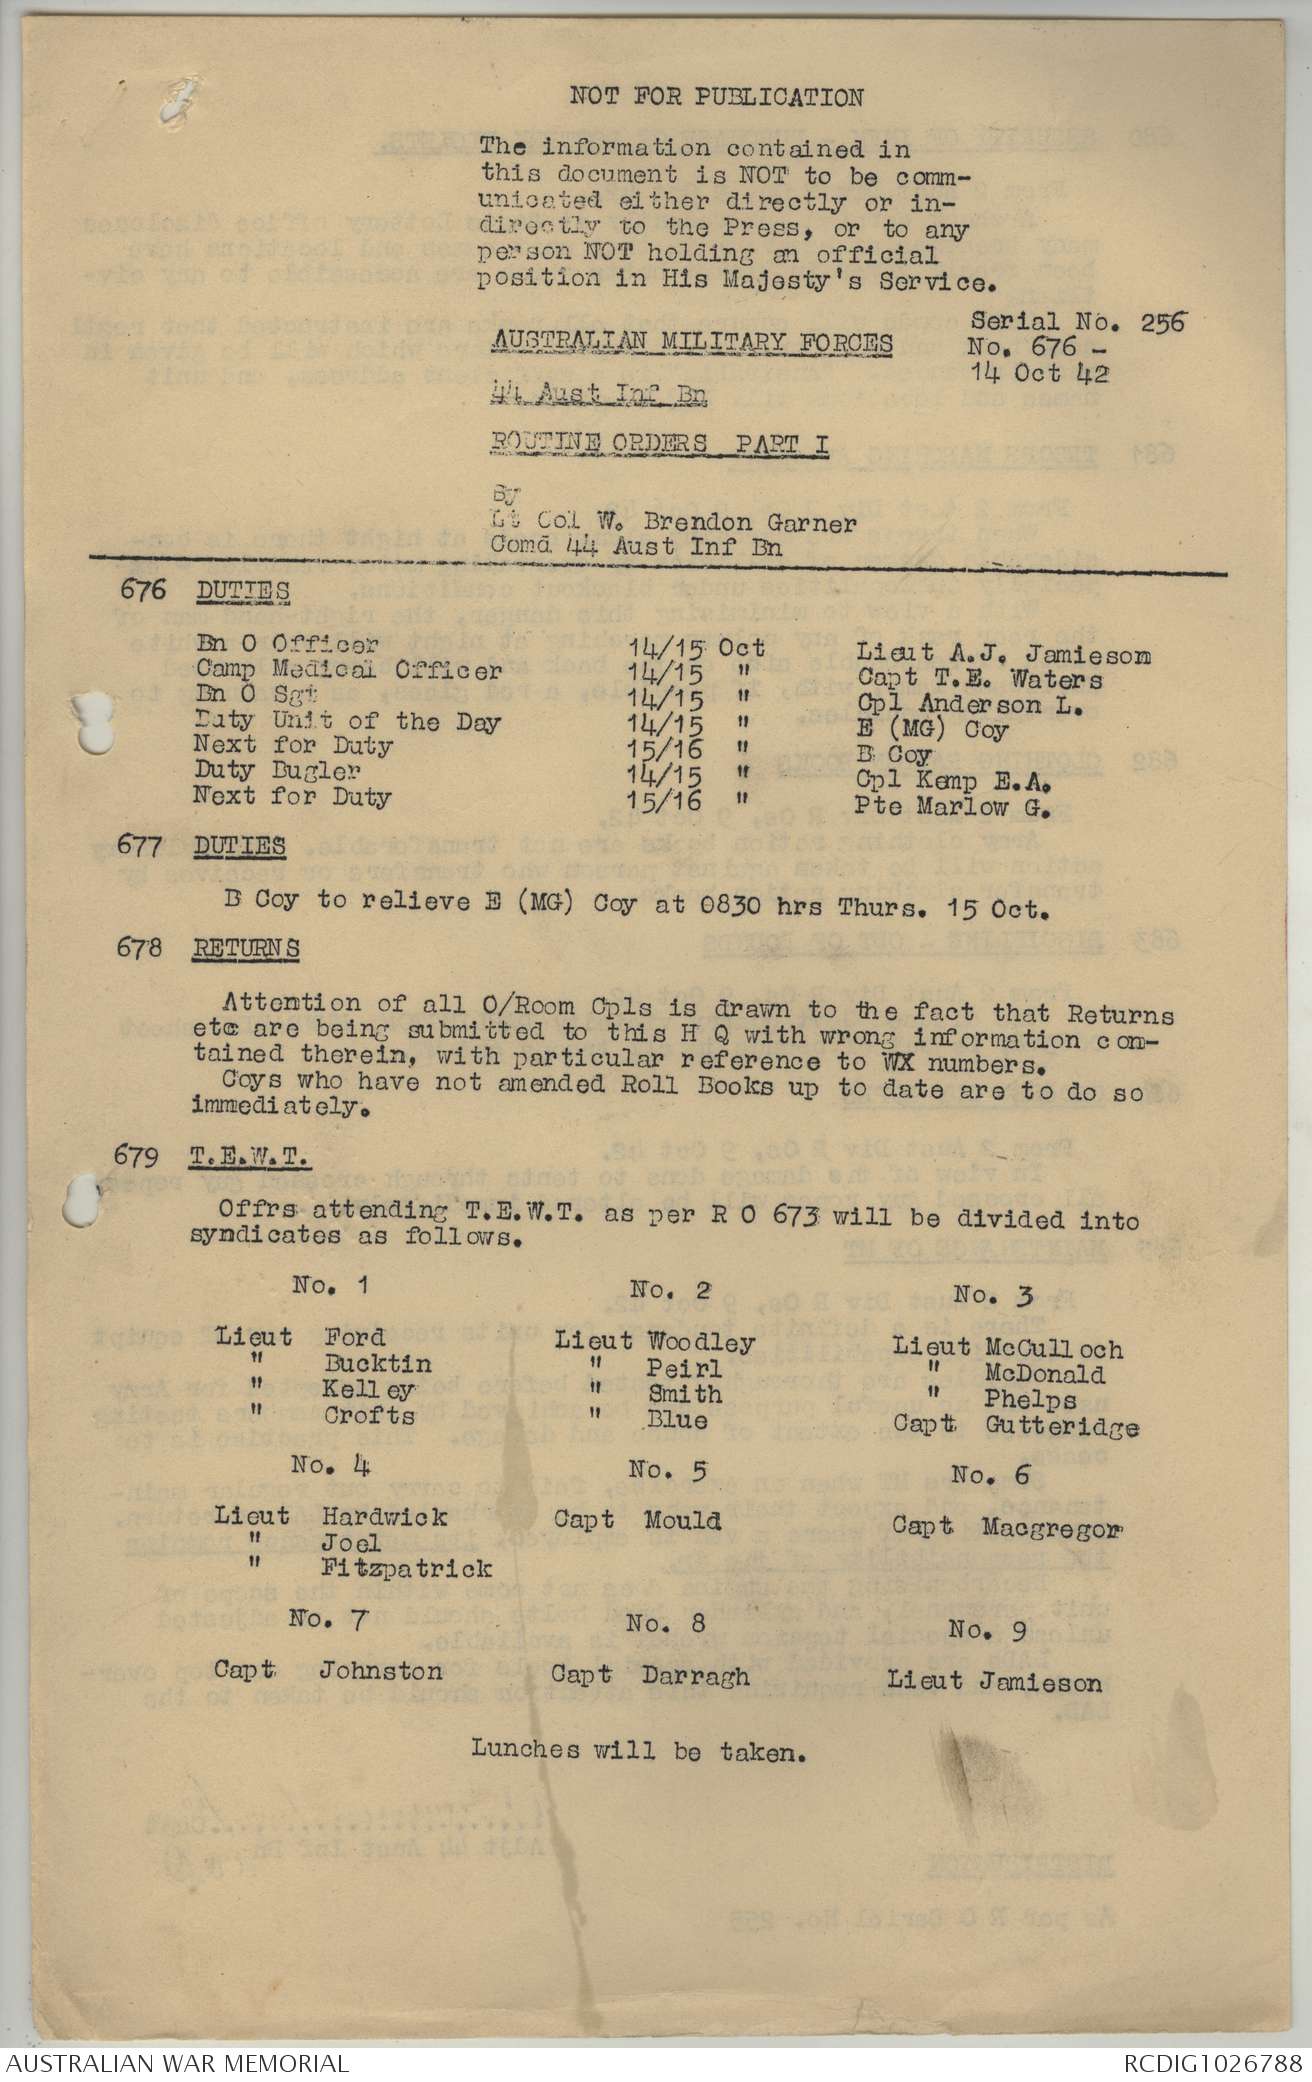 NOT FOR PUBLICATION
The information contained in
this document is NOT to be comm-
unicated either directly or in-
directly to the Press, or to any
person NOT holding an official
position in His Majesty's Service.
Serial No. 256
AUSTRALIAN MILITARY FORCES
No. 676 -
14 Oct 42
44 Aust Inf Bn
ROUTINE ORDERS PART I
By
Lt Col W. Brendon Garner
Comd 44 Aust Inf Bn
676 DUTIES
Bn O Officer 14/15 Oct Lieut A.J. Jamieson
Camp Medical Officer 14/15 " Capt T.E. Waters
Bn O Sgt 14/15 " Cpl Anderson L.
Duty Unit of the Day 14/15 " E (MG) Coy
Next for Duty 15/16 " B Coy
Duty Bugler 14/15 " Cpl Kemp E.A.
Next for Duty 15/16 " Pte Marlow G.
677 DUTIES
B Coy to relieve E (MG) Coy at 0830 hrs Thurs. 15 Oct.
678 RETURNS
Attention of all O/Room Cpls is drawn to the fact that Returns
etc are being submitted to this H Q with wrong information con-
tained therein, with particular reference to WX numbers.
Coys who have not amended Roll Books up to date are to do so
immediately.
679 T.E.W.T.
Offrs attending T.E.W.T. as per R O 673 will be divided into
syndicates as follows.
No. 1 No. 2 No. 3
Lieut Ford Lieut Woodley Lieut McCulloch
" Bucktin " Peirl " McDonald
" Kelley " Smith " Phelps
" Crofts " Blue Capt Gutteridge
No. 4 No. 5 No. 6
Lieut Hardwick Capt Mould Capt Macgregor
" Joel
" Fitzpatrick
No. 7 No. 8 No. 9
Capt Johnston Capt Darragh Lieut Jamieson
Lunches will be taken.
AUSTRALIAN WAR MEMORIAL
RCDIG1026788